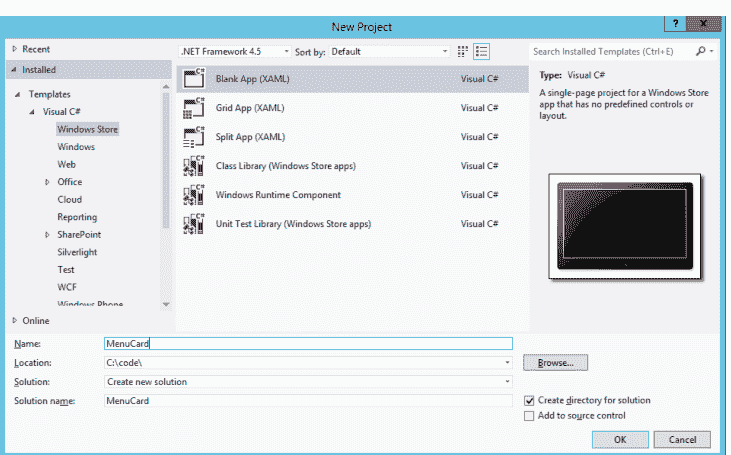 New Project
Recent
.NET Framework 4.5 Sort by: Default
Search Installed Templates (Ctrl+E)
Installed
Templates
Visual C#
Windows Store
Windows
Web
Office
Cloud
Reporting
SharePoint
Silverlight
Test
WCF
Windows Phone
Online
Blank App (XAML) Visual C#
Grid App (XAML) Visual C#
Split App (XAML) Visual C#
Class Library (Windows Store apps) Visual C#
Windows Runtime Component Visual C#
Unit Test Library (Windows Store apps) Visual C#
Type: Visual C#
A single-page project for a Windows Store
app that has no predefined controls or
layout.
Name: MenuCard
Location: C:\code\
Browse...
Solution: Create new solution
Solution name: MenuCard
Create directory for solution
Add to source control
OK Cancel